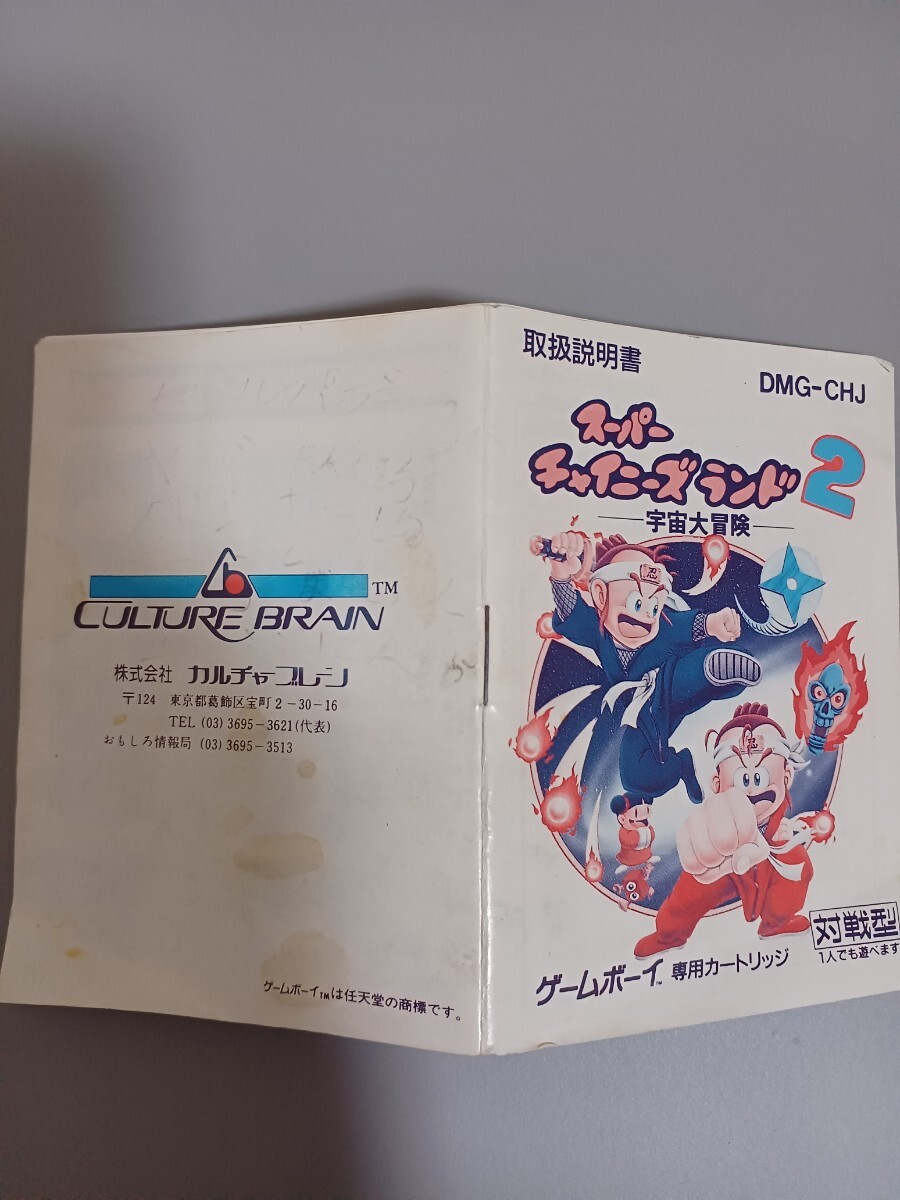 取扱説明書
DMG-CHJ
スーパー
チャイニーズランド2
宇宙大冒険
忍
忍
対戦型
1人でも遊べます
ゲームボーイ™専用カートリッジ
CULTURE BRAIN™
株式会社 カルチャーブレーン
〒124 東京都葛飾区宝町2-30-16
TEL (03) 3695-3621(代表)
おもしろ情報局 (03) 3695-3513
ゲームボーイTMは任天堂の商標です。